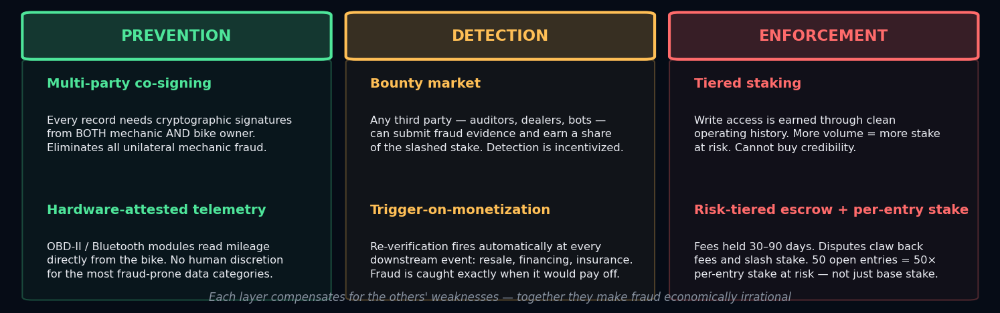 PREVENTION
Multi-party co-signing
Every record needs cryptographic signatures
from BOTH mechanic AND bike owner.
Eliminates all unilateral mechanic fraud.
Hardware-attested telemetry
OBD-II / Bluetooth modules read mileage
directly from the bike. No human discretion
for the most fraud-prone data categories.
DETECTION
Bounty market
Any third party — auditors, dealers, bots —
can submit fraud evidence and earn a share
of the slashed stake. Detection is incentivized.
Trigger-on-monetization
Re-verification fires automatically at every
downstream event: resale, financing, insurance.
Fraud is caught exactly when it would pay off.
ENFORCEMENT
Tiered staking
Write access is earned through clean
operating history. More volume = more stake
at risk. Cannot buy credibility.
Risk-tiered escrow + per-entry stake
Fees held 30–90 days. Disputes claw back
fees and slash stake. 50 open entries = 50×
per-entry stake at risk — not just base stake.
Each layer compensates for the others' weaknesses — together they make fraud economically irrational